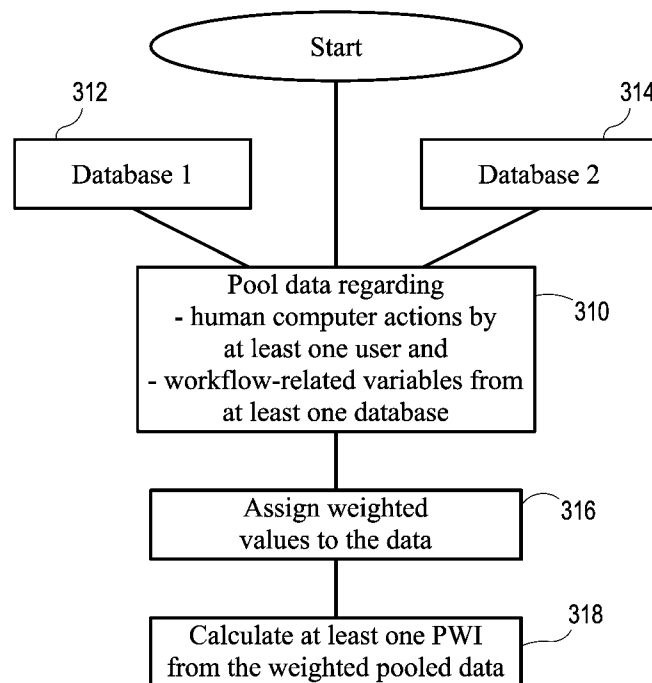 Start
312
314
Database 1
Database 2
Pool data regarding
- human computer actions by
at least one user and
- workflow-related variables from
at least one database
310
Assign weighted
values to the data
316
Calculate at least one PWI
from the weighted pooled data
318